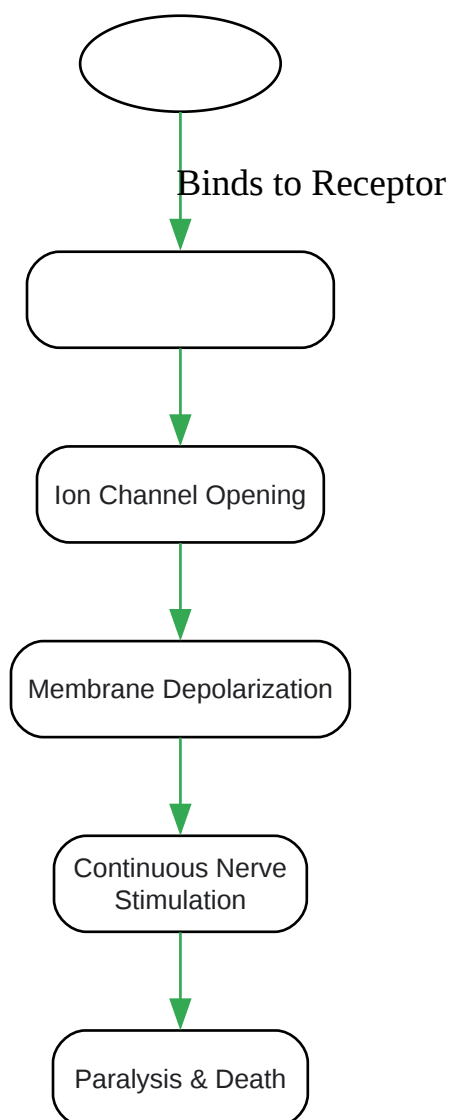 Binds to Receptor
Ion Channel Opening
Membrane Depolarization
Continuous Nerve
Stimulation
Paralysis & Death